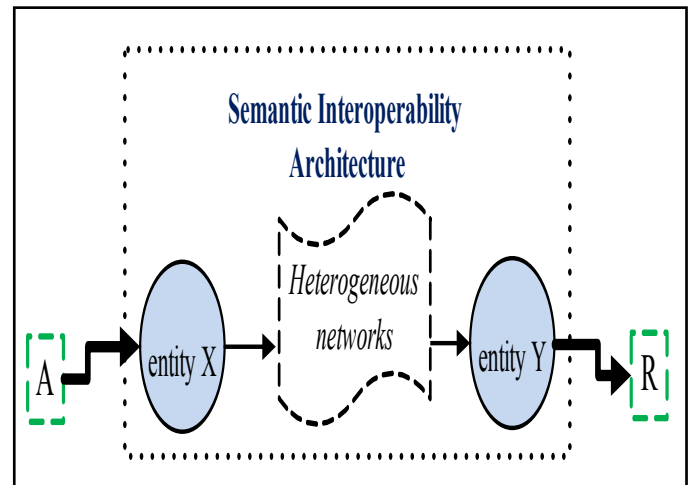 Semantic Interoperability
Architecture
Heterogeneous
networks
A
entity X
entity Y
R